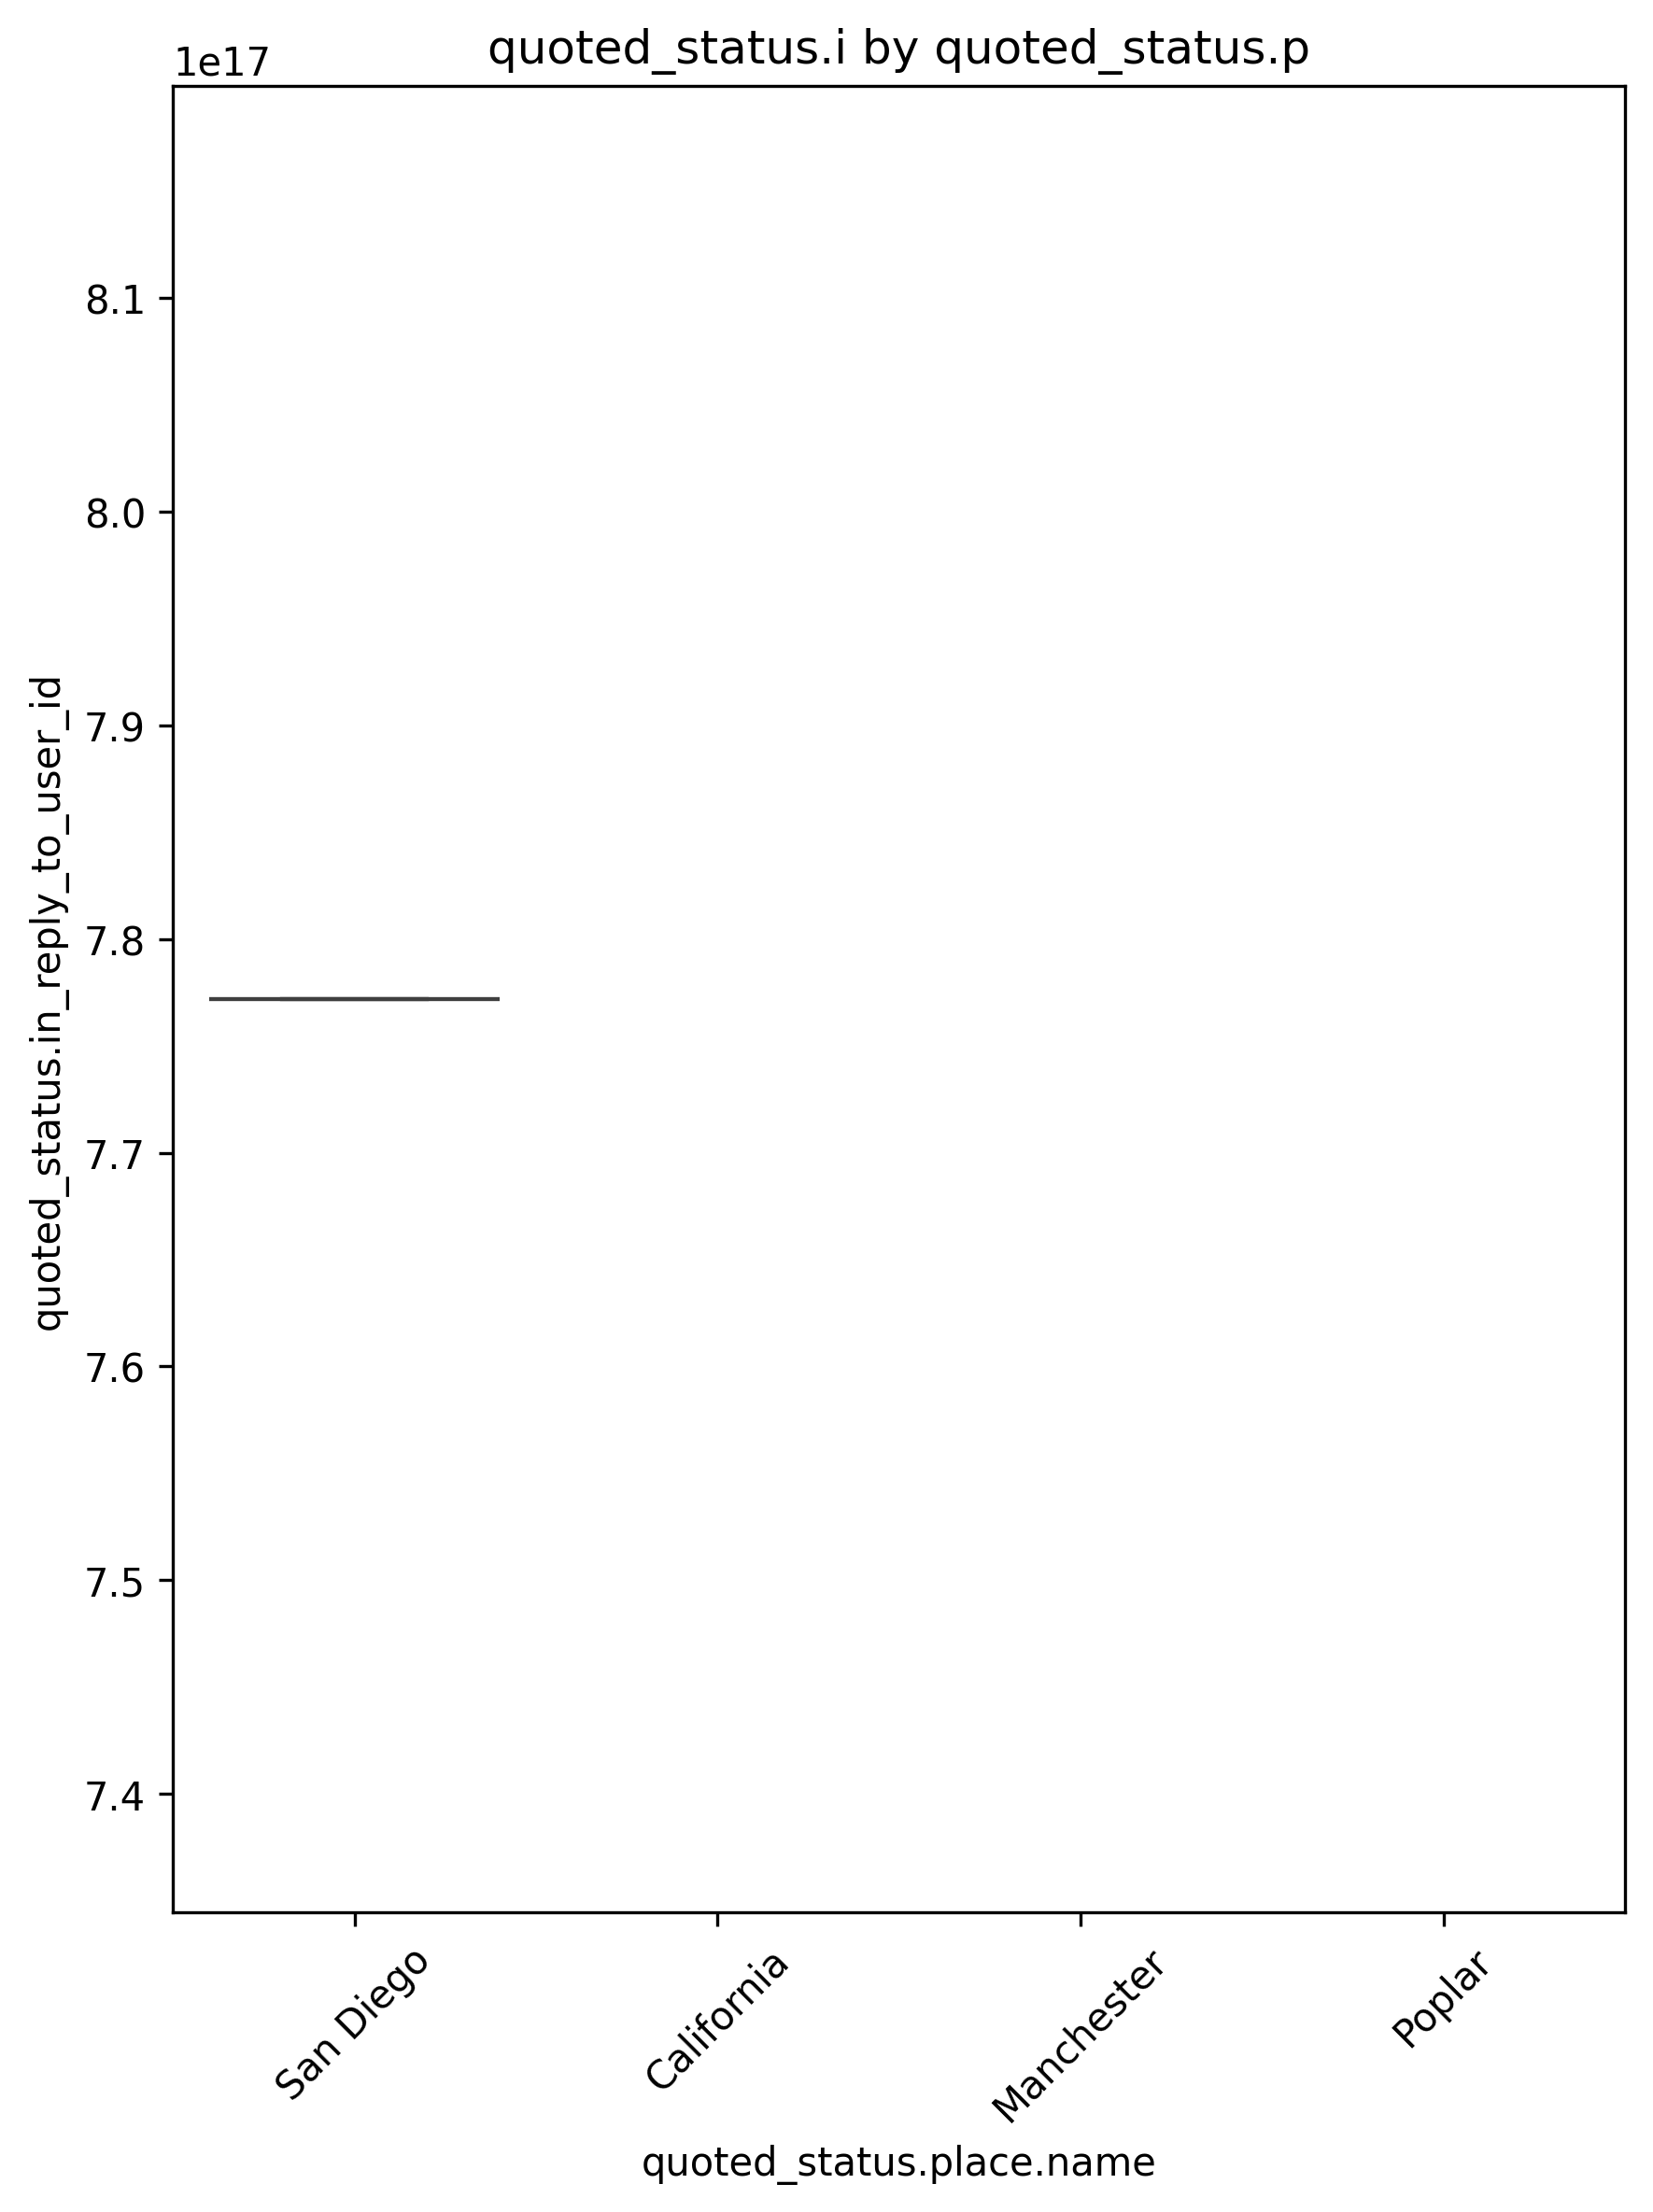 quoted_status.i by quoted_status.p
1e17
8.1
8.0
7.9
7.8
7.7
7.6
7.5
7.4
quoted_status.in_reply_to_user_id
San Diego
California
Manchester
Poplar
quoted_status.place.name